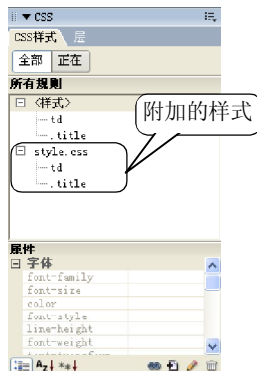 CSS
CSS样式 层
全部 正在
所有规则
<样式>
td
.title
style.css
td
.title
附加的样式
属性
字体
font-family
font-size
color
font-style
line-height
font-weight